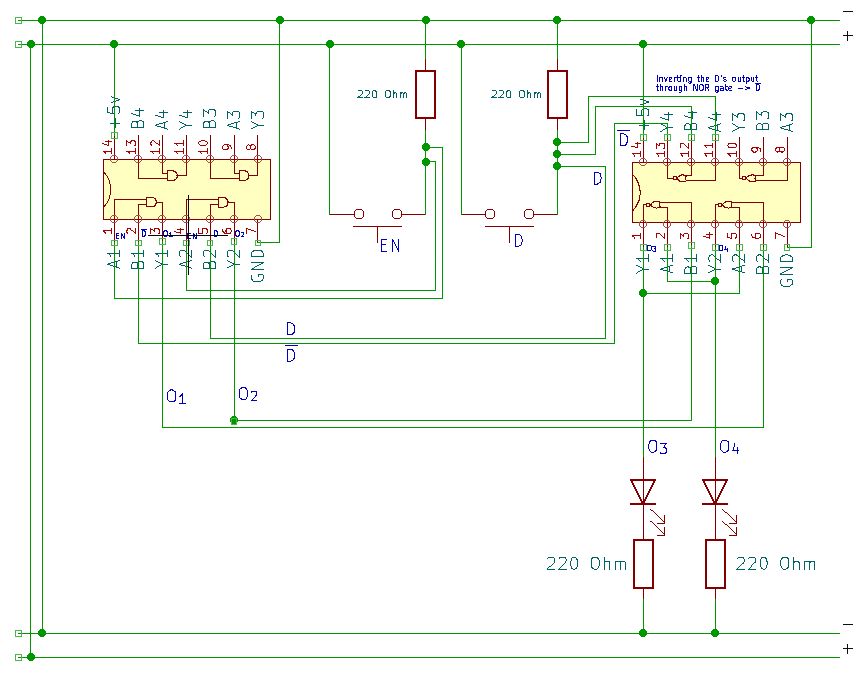 −
+
220 Ohm
220 Ohm
Inverting the D's output
through NOR gate -> D̅
+5v B4 A4 Y4 B3 A3 Y3
14 13 12 11 10 9 8
+5v Y4 B4 A4 Y3 B3 A3
14 13 12 11 10 9 8
D̅
D
1 2 3 4 5 6 7
EN D̅ O1 EN D O2
A1 B1 Y1 A2 B2 Y2 GND
EN
D
1 2 3 4 5 6 7
O3 O4
Y1 A1 B1 Y2 A2 B2 GND
D
D̅
O1
O2
O3
O4
220 Ohm
220 Ohm
−
+